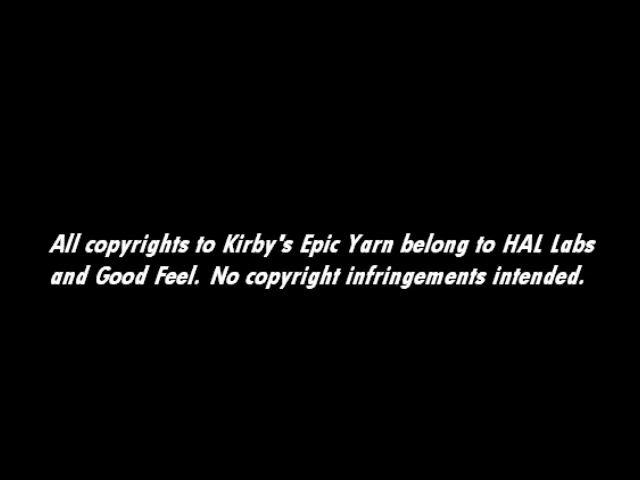 All copyrights to Kirby's Epic Yarn belong to HAL Labs
and Good Feel. No copyright infringements intended.